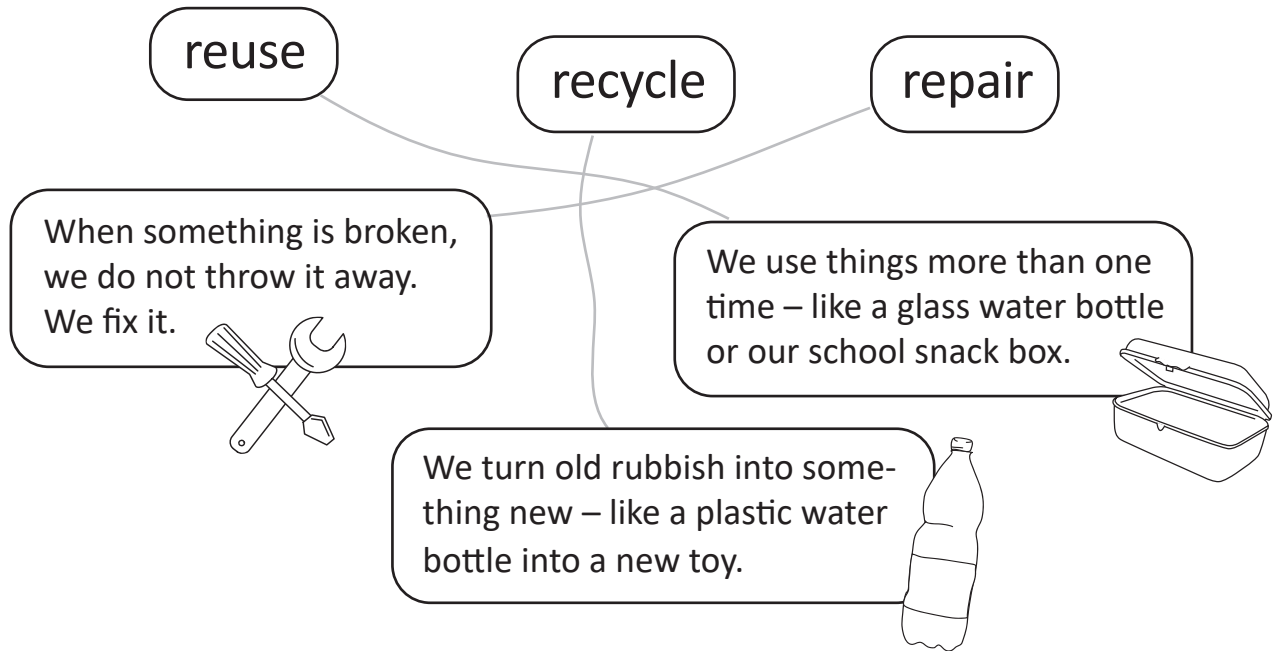 reuse
recycle
repair
When something is broken,
we do not throw it away.
We fix it.
We use things more than one
time – like a glass water bottle
or our school snack box.
We turn old rubbish into some-
thing new – like a plastic water
bottle into a new toy.